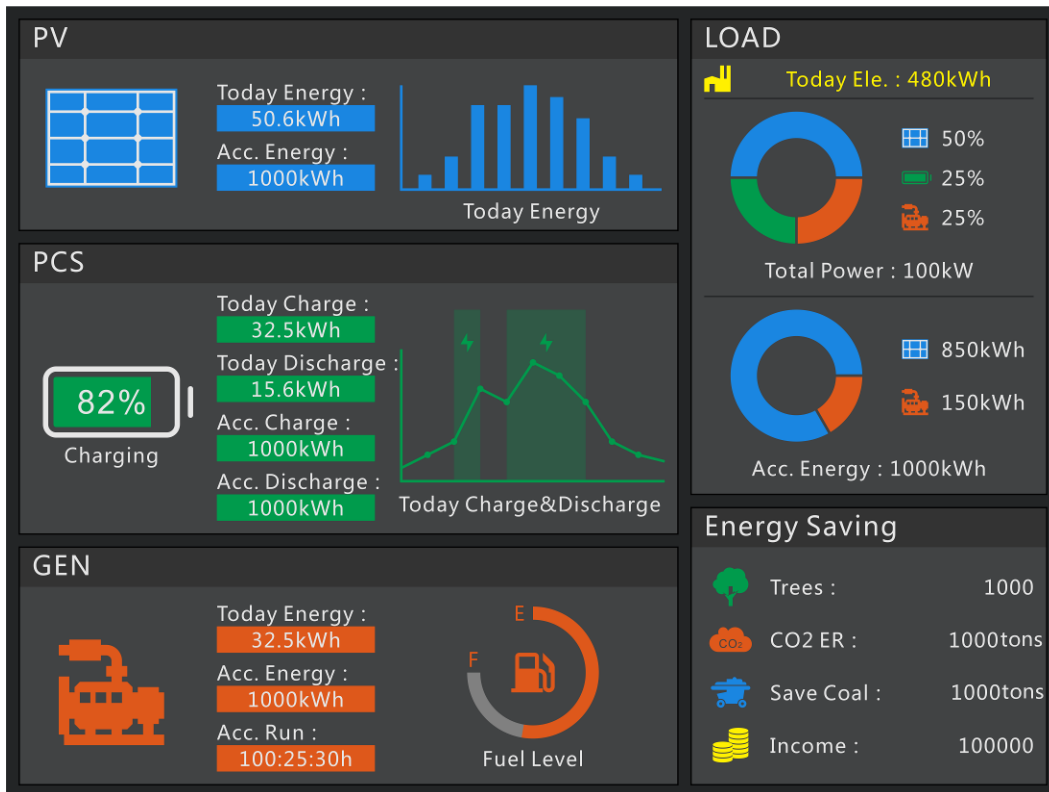 PV
Today Energy :
50.6kWh
Acc. Energy :
1000kWh
Today Energy
PCS
82%
Charging
Today Charge :
32.5kWh
Today Discharge :
15.6kWh
Acc. Charge :
1000kWh
Acc. Discharge :
1000kWh
Today Charge&Discharge
GEN
Today Energy :
32.5kWh
Acc. Energy :
1000kWh
Acc. Run :
100:25:30h
E
F
Fuel Level
LOAD
Today Ele. : 480kWh
50%
25%
25%
Total Power : 100kW
850kWh
150kWh
Acc. Energy : 1000kWh
Energy Saving
Trees : 1000
CO₂
CO2 ER : 1000tons
Save Coal : 1000tons
Income : 100000